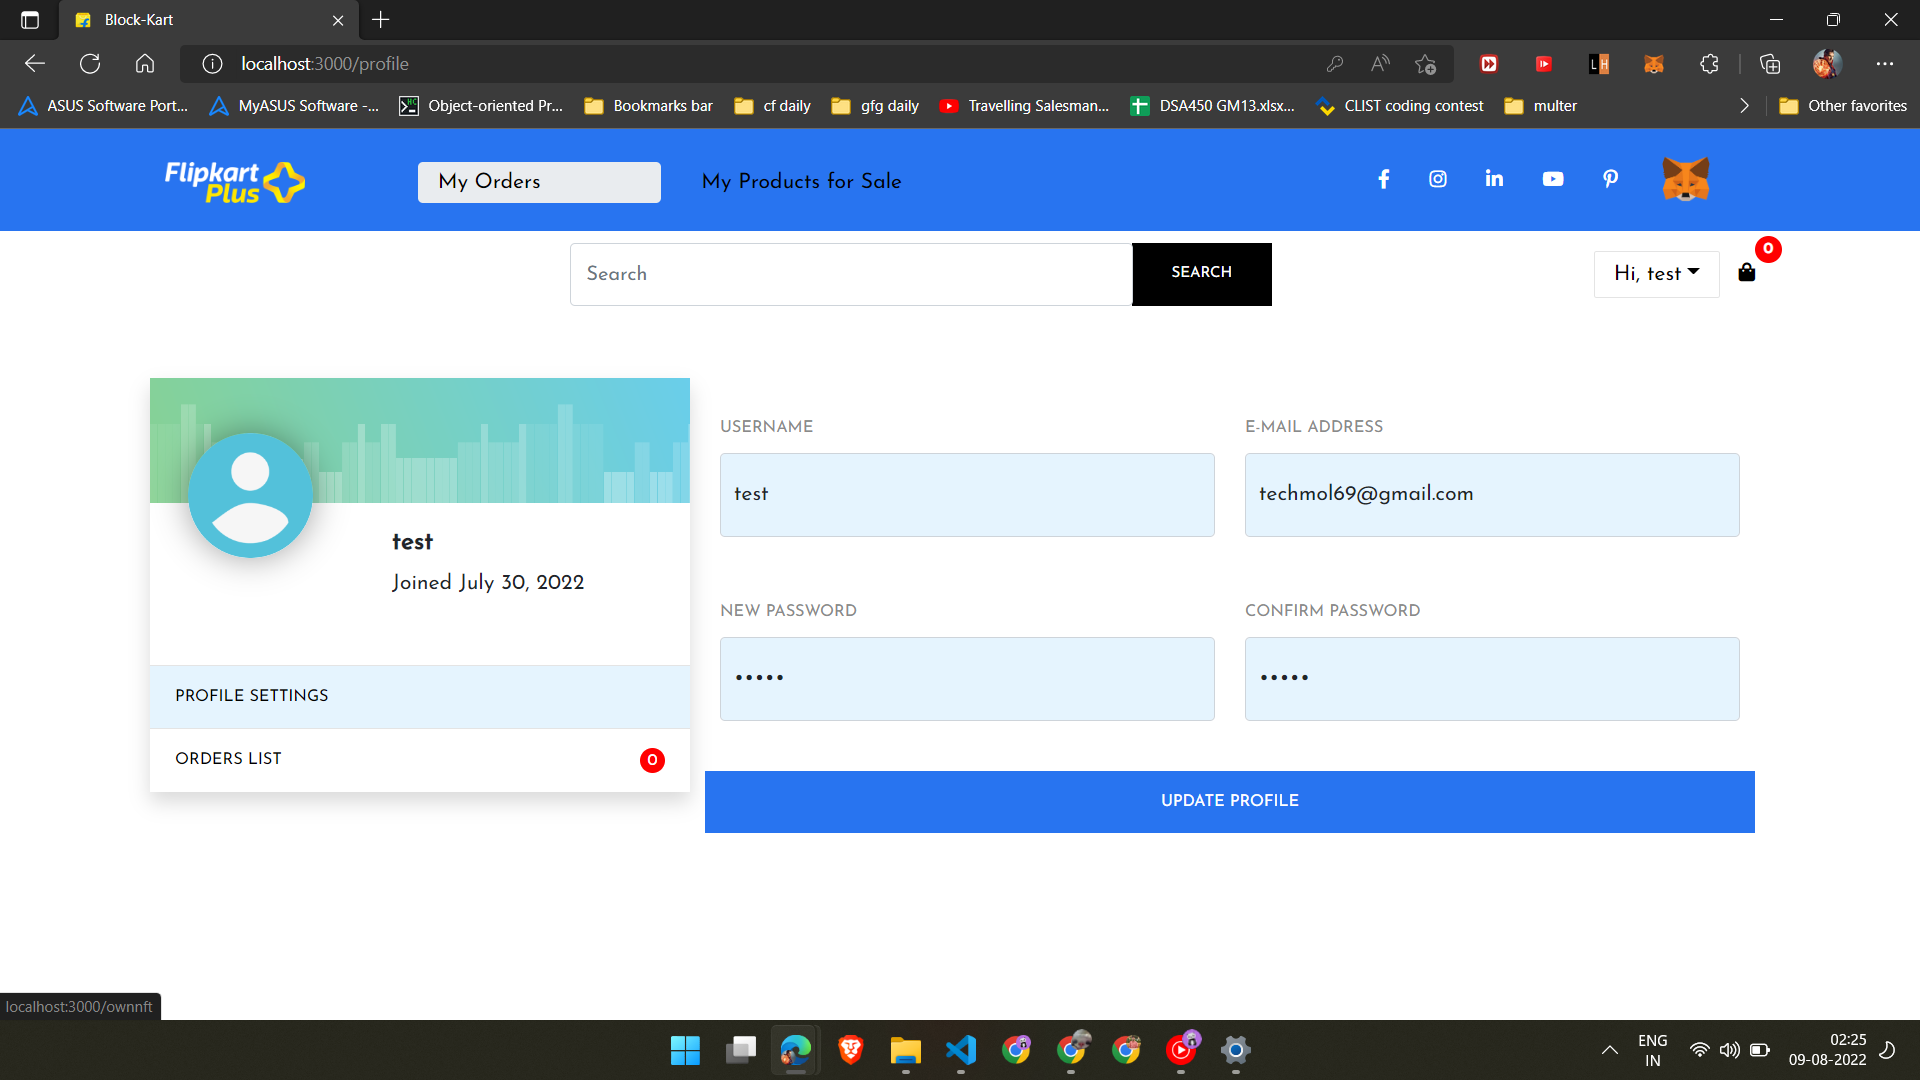 Block-Kart
localhost:3000/profile
ASUS Software Port...
MyASUS Software -...
Object-oriented Pr...
Bookmarks bar
cf daily
gfg daily
Travelling Salesman...
DSA450 GM13.xlsx...
CLIST coding contest
multer
Other favorites
Flipkart
Plus
My Orders
My Products for Sale
Search
SEARCH
Hi, test
0
USERNAME
E-MAIL ADDRESS
test
techmol69@gmail.com
test
Joined July 30, 2022
NEW PASSWORD
CONFIRM PASSWORD
•••••
•••••
PROFILE SETTINGS
ORDERS LIST
0
UPDATE PROFILE
localhost:3000/ownnft
ENG
IN
02:25
09-08-2022